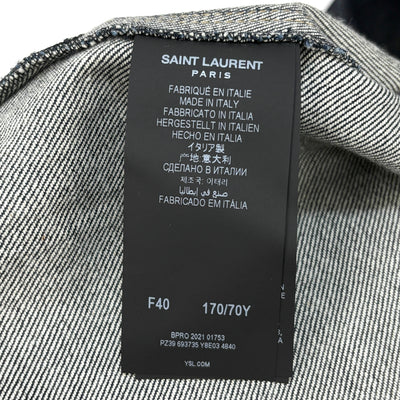 SAINT LAURENT
PARIS
FABRIQUÉ EN ITALIE
MADE IN ITALY
FABBRICATO IN ITALIA
HERGESTELLT IN ITALIEN
HECHO EN ITALIA
イタリア製
产地:意大利
СДЕЛАНО В ИТАЛИИ
제조국: 이태리
صنع في إيطاليا
FABRICADO EM ITÁLIA
F40 170/70Y
BPRO 2021 01753
PZ39 693735 Y8E03 4840
YSL.COM